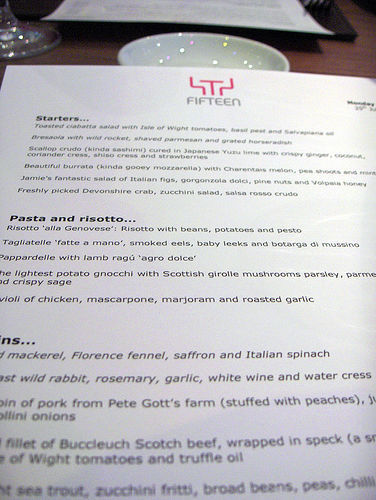 FIFTEEN
Monday
Starters...
Toasted ciabatta salad with Isle of Wight tomatoes, basil pest and Salvapiana oil
Bresaola with wild rocket, shaved parmesan and grated horseradish
Scallop crudo (kinda sashimi) cured in Japanese Yuzu lime with crispy ginger, coconut,
coriander cress, shiso cress and strawberries
Beautiful burrata (kinda gooey mozzarella) with Charentais melon, pea shoots and mint
Jamie's fantastic salad of Italian figs, gorgonzola dolci, pine nuts and Volpaia honey
Freshly picked Devonshire crab, zucchini salad, salsa rosso crudo
Pasta and risotto...
Risotto 'alla Genovese': Risotto with beans, potatoes and pesto
Tagliatelle 'fatte a mano', smoked eels, baby leeks and botarga di mussino
Pappardelle with lamb ragú 'agro dolce'
he lightest potato gnocchi with Scottish girolle mushrooms parsley, parme
nd crispy sage
violi of chicken, mascarpone, marjoram and roasted garlic
ins...
d mackerel, Florence fennel, saffron and Italian spinach
ast wild rabbit, rosemary, garlic, white wine and water cress
oin of pork from Pete Gott's farm (stuffed with peaches), ju
ollini onions
fillet of Buccleuch Scotch beef, wrapped in speck (a sm
e of Wight tomatoes and truffle oil
ht sea trout, zucchini fritti, broad beans, peas, chilli